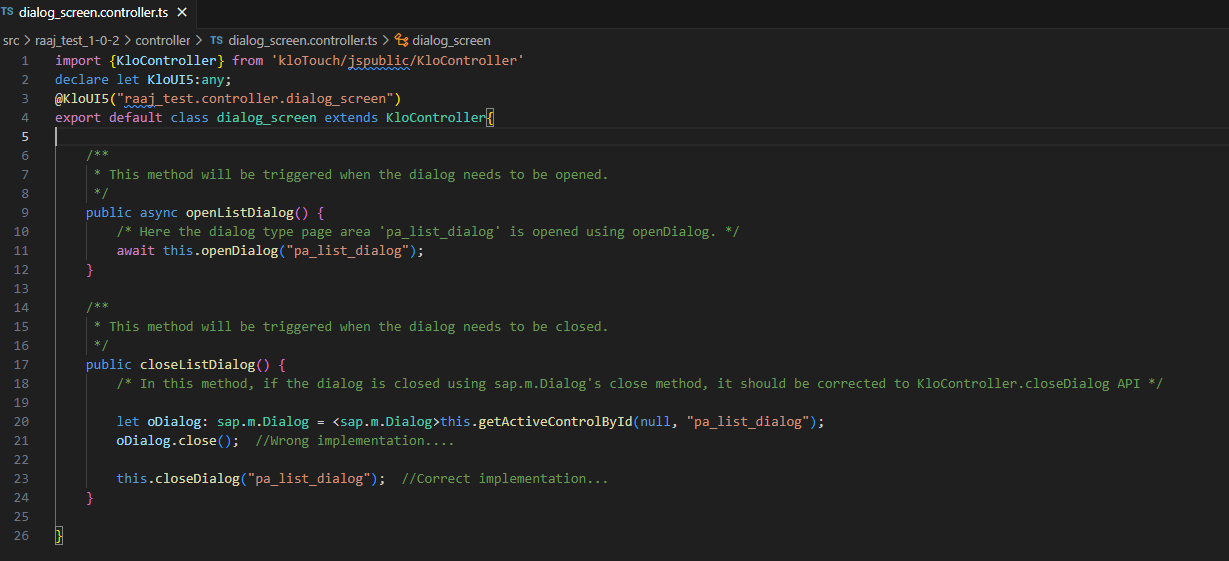 TS dialog_screen.controller.ts ×
src > raaj_test_1-0-2 > controller > TS dialog_screen.controller.ts > dialog_screen
1 import {KloController} from 'kloTouch/jspublic/KloController'
2 declare let KloUI5:any;
3 @KloUI5("raaj_test.controller.dialog_screen")
4 export default class dialog_screen extends KloController{
5
6 /**
7 * This method will be triggered when the dialog needs to be opened.
8 */
9 public async openListDialog() {
10 /* Here the dialog type page area 'pa_list_dialog' is opened using openDialog. */
11 await this.openDialog("pa_list_dialog");
12 }
13
14 /**
15 * This method will be triggered when the dialog needs to be closed.
16 */
17 public closeListDialog() {
18 /* In this method, if the dialog is closed using sap.m.Dialog's close method, it should be corrected to KloController.closeDialog API */
19
20 let oDialog: sap.m.Dialog = <sap.m.Dialog>this.getActiveControlById(null, "pa_list_dialog");
21 oDialog.close(); //Wrong implementation....
22
23 this.closeDialog("pa_list_dialog"); //Correct implementation...
24 }
25
26 }